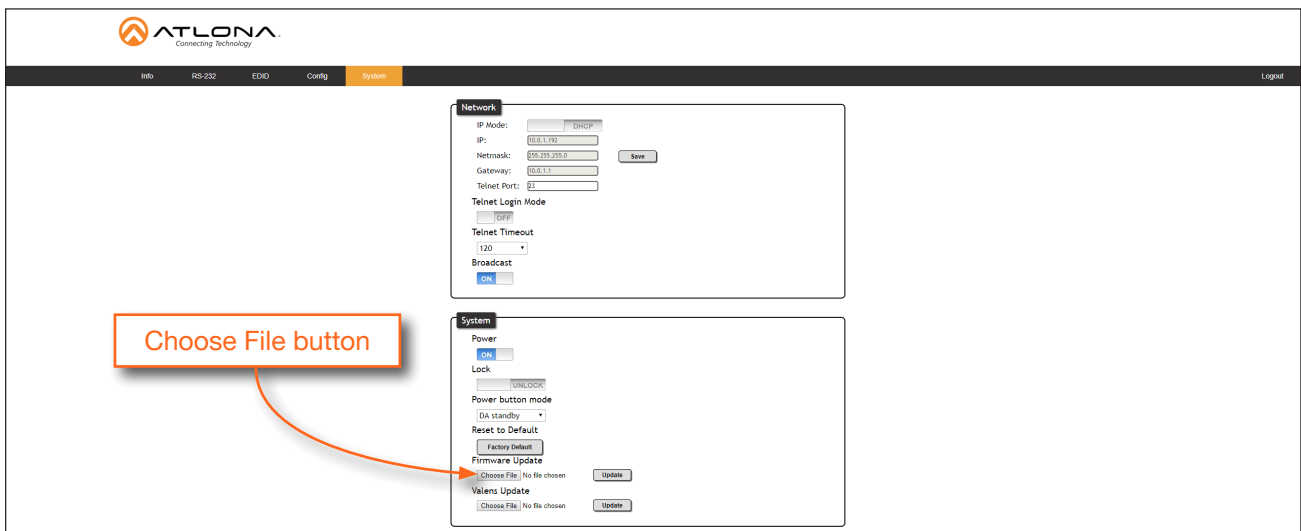 ATLONA.
Connecting Technology
Info RS-232 EDID Config System Logout
Network
IP Mode: DHCP
IP: 10.0.1.192
Netmask: 255.255.255.0 Save
Gateway: 10.0.1.1
Telnet Port: 23
Telnet Login Mode
OFF
Telnet Timeout
120
Broadcast
ON
Choose File button
System
Power
ON
Lock
UNLOCK
Power button mode
DA standby
Reset to Default
Factory Default
Firmware Update
Choose File No file chosen Update
Valens Update
Choose File No file chosen Update